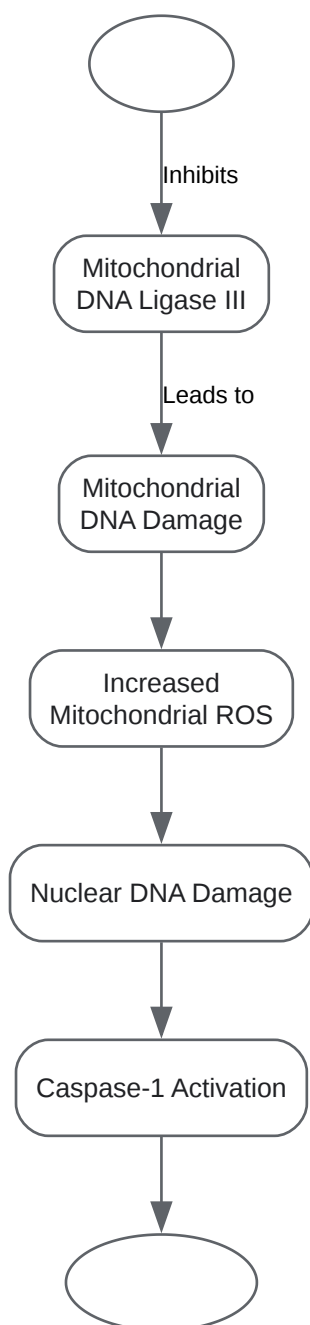 Inhibits
Mitochondrial
DNA Ligase III
Leads to
Mitochondrial
DNA Damage
Increased
Mitochondrial ROS
Nuclear DNA Damage
Caspase-1 Activation